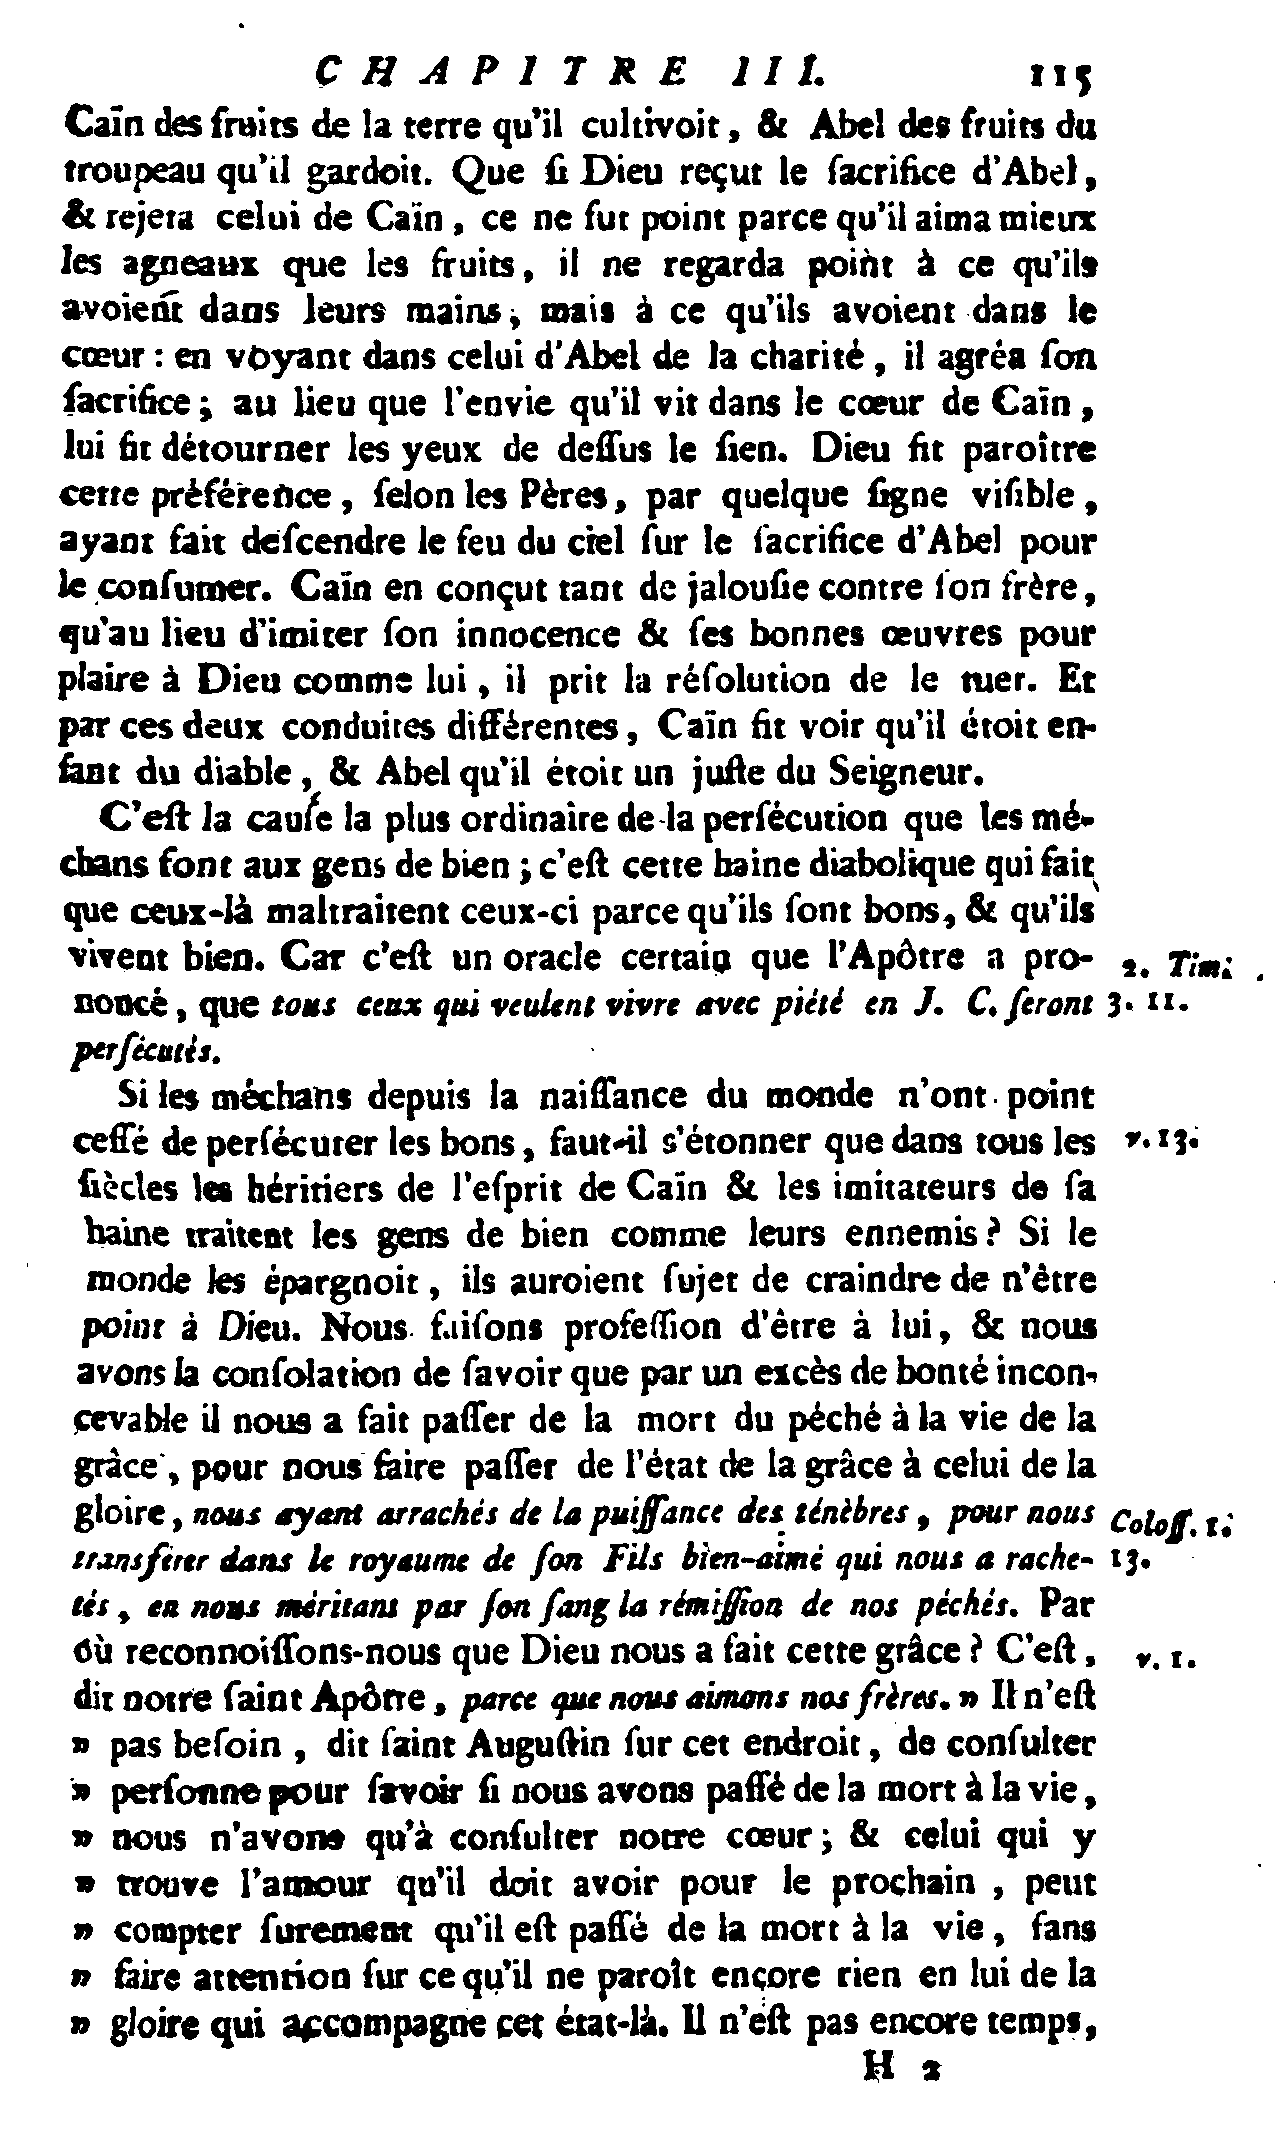 CHAPITRE III. 115
Caïn des fruits de la terre qu'il cultivoit, & Abel des fruits du
troupeau qu'il gardoit. Que ſi Dieu reçut le ſacrifice d'Abel,
& rejeta celui de Caïn, ce ne fut point parce qu'il aima mieux
les agneaux que les fruits, il ne regarda point à ce qu'ils
avoient dans leurs mains, mais à ce qu'ils avoient dans le
cœur : en voyant dans celui d'Abel de la charité, il agréa ſon
ſacrifice ; au lieu que l'envie qu'il vit dans le cœur de Caïn,
lui fit détourner les yeux de deſſus le ſien. Dieu fit paroître
cette préférence, ſelon les Pères, par quelque ſigne viſible,
ayant fait deſcendre le feu du ciel ſur le ſacrifice d'Abel pour
le conſumer. Caïn en conçut tant de jalouſie contre ſon frère,
qu'au lieu d'imiter ſon innocence & ſes bonnes œuvres pour
plaire à Dieu comme lui, il prit la réſolution de le tuer. Et
par ces deux conduites différentes, Caïn fit voir qu'il étoit en-
fant du diable, & Abel qu'il étoit un juſte du Seigneur.
C'eſt la cauſe la plus ordinaire de la perſécution que les mé-
chans font aux gens de bien ; c'eſt cette haine diabolique qui fait
que ceux-là maltraitent ceux-ci parce qu'ils ſont bons, & qu'ils
vivent bien. Car c'eſt un oracle certain que l'Apôtre a pro- 2. Tim.
noncé, que tous ceux qui veulent vivre avec piété en J. C. ſeront 3. 11.
perſécutés.
Si les méchans depuis la naiſſance du monde n'ont point
ceſſé de perſécuter les bons, faut-il s'étonner que dans tous les v. 13.
ſiècles les héritiers de l'eſprit de Caïn & les imitateurs de ſa
haine traitent les gens de bien comme leurs ennemis ? Si le
monde les épargnoit, ils auroient ſujet de craindre de n'être
point à Dieu. Nous faiſons profeſſion d'être à lui, & nous
avons la conſolation de ſavoir que par un excès de bonté incon-
cevable il nous a fait paſſer de la mort du péché à la vie de la
grâce, pour nous faire paſſer de l'état de la grâce à celui de la
gloire, nous ayant arrachés de la puiſſance des ténèbres, pour nous Coloſſ. 1.
transférer dans le royaume de ſon Fils bien-aimé qui nous a rache- 13.
tés, en nous méritant par ſon ſang la rémiſſion de nos péchés. Par
où reconnoiſſons-nous que Dieu nous a fait cette grâce ? C'eſt, v. 1.
dit notre ſaint Apôtre, parce que nous aimons nos frères. » Il n'eſt
» pas beſoin, dit ſaint Auguſtin ſur cet endroit, de conſulter
» perſonne pour ſavoir ſi nous avons paſſé de la mort à la vie,
» nous n'avons qu'à conſulter notre cœur ; & celui qui y
» trouve l'amour qu'il doit avoir pour le prochain, peut
» compter ſurement qu'il eſt paſſé de la mort à la vie, ſans
» faire attention ſur ce qu'il ne paroît encore rien en lui de la
» gloire qui accompagne cet état-là. Il n'eſt pas encore temps,
H 2